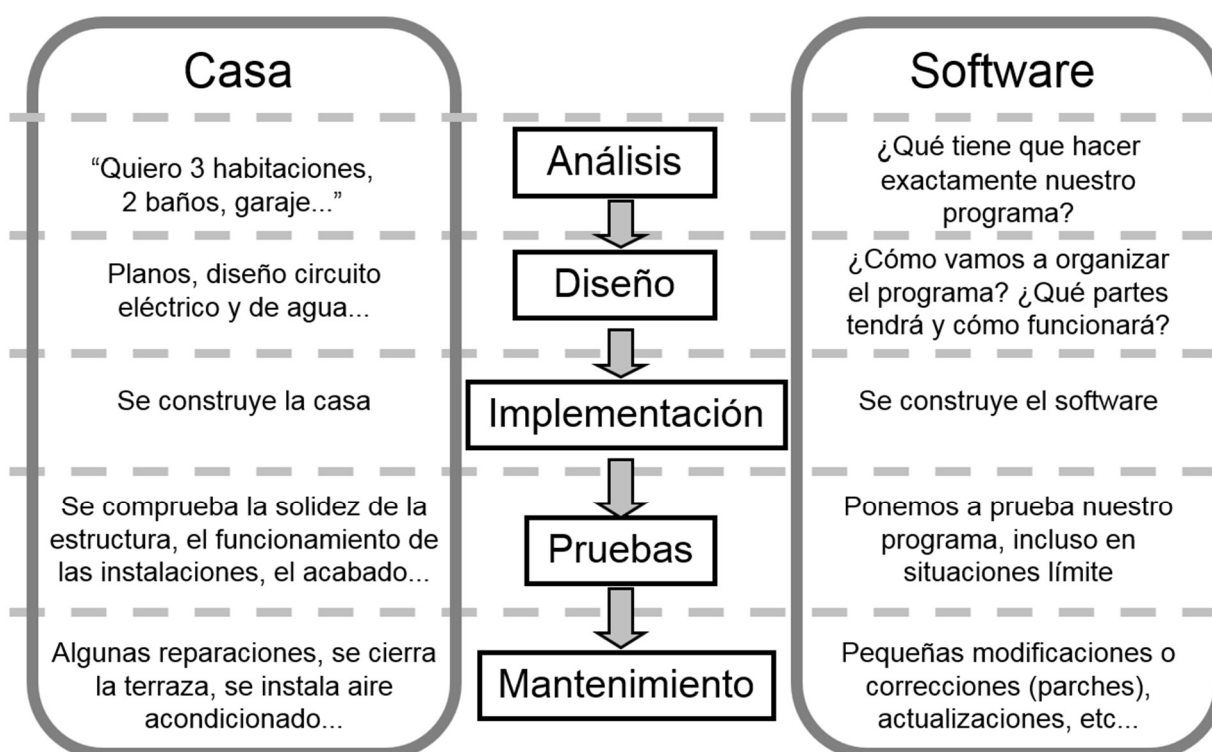 Casa
Software
Análisis
“Quiero 3 habitaciones,
2 baños, garaje...”
¿Qué tiene que hacer
exactamente nuestro
programa?
Diseño
Planos, diseño circuito
eléctrico y de agua...
¿Cómo vamos a organizar
el programa? ¿Qué partes
tendrá y cómo funcionará?
Implementación
Se construye la casa
Se construye el software
Pruebas
Se comprueba la solidez de la
estructura, el funcionamiento de
las instalaciones, el acabado...
Ponemos a prueba nuestro
programa, incluso en
situaciones límite
Mantenimiento
Algunas reparaciones, se cierra
la terraza, se instala aire
acondicionado...
Pequeñas modificaciones o
correcciones (parches),
actualizaciones, etc...